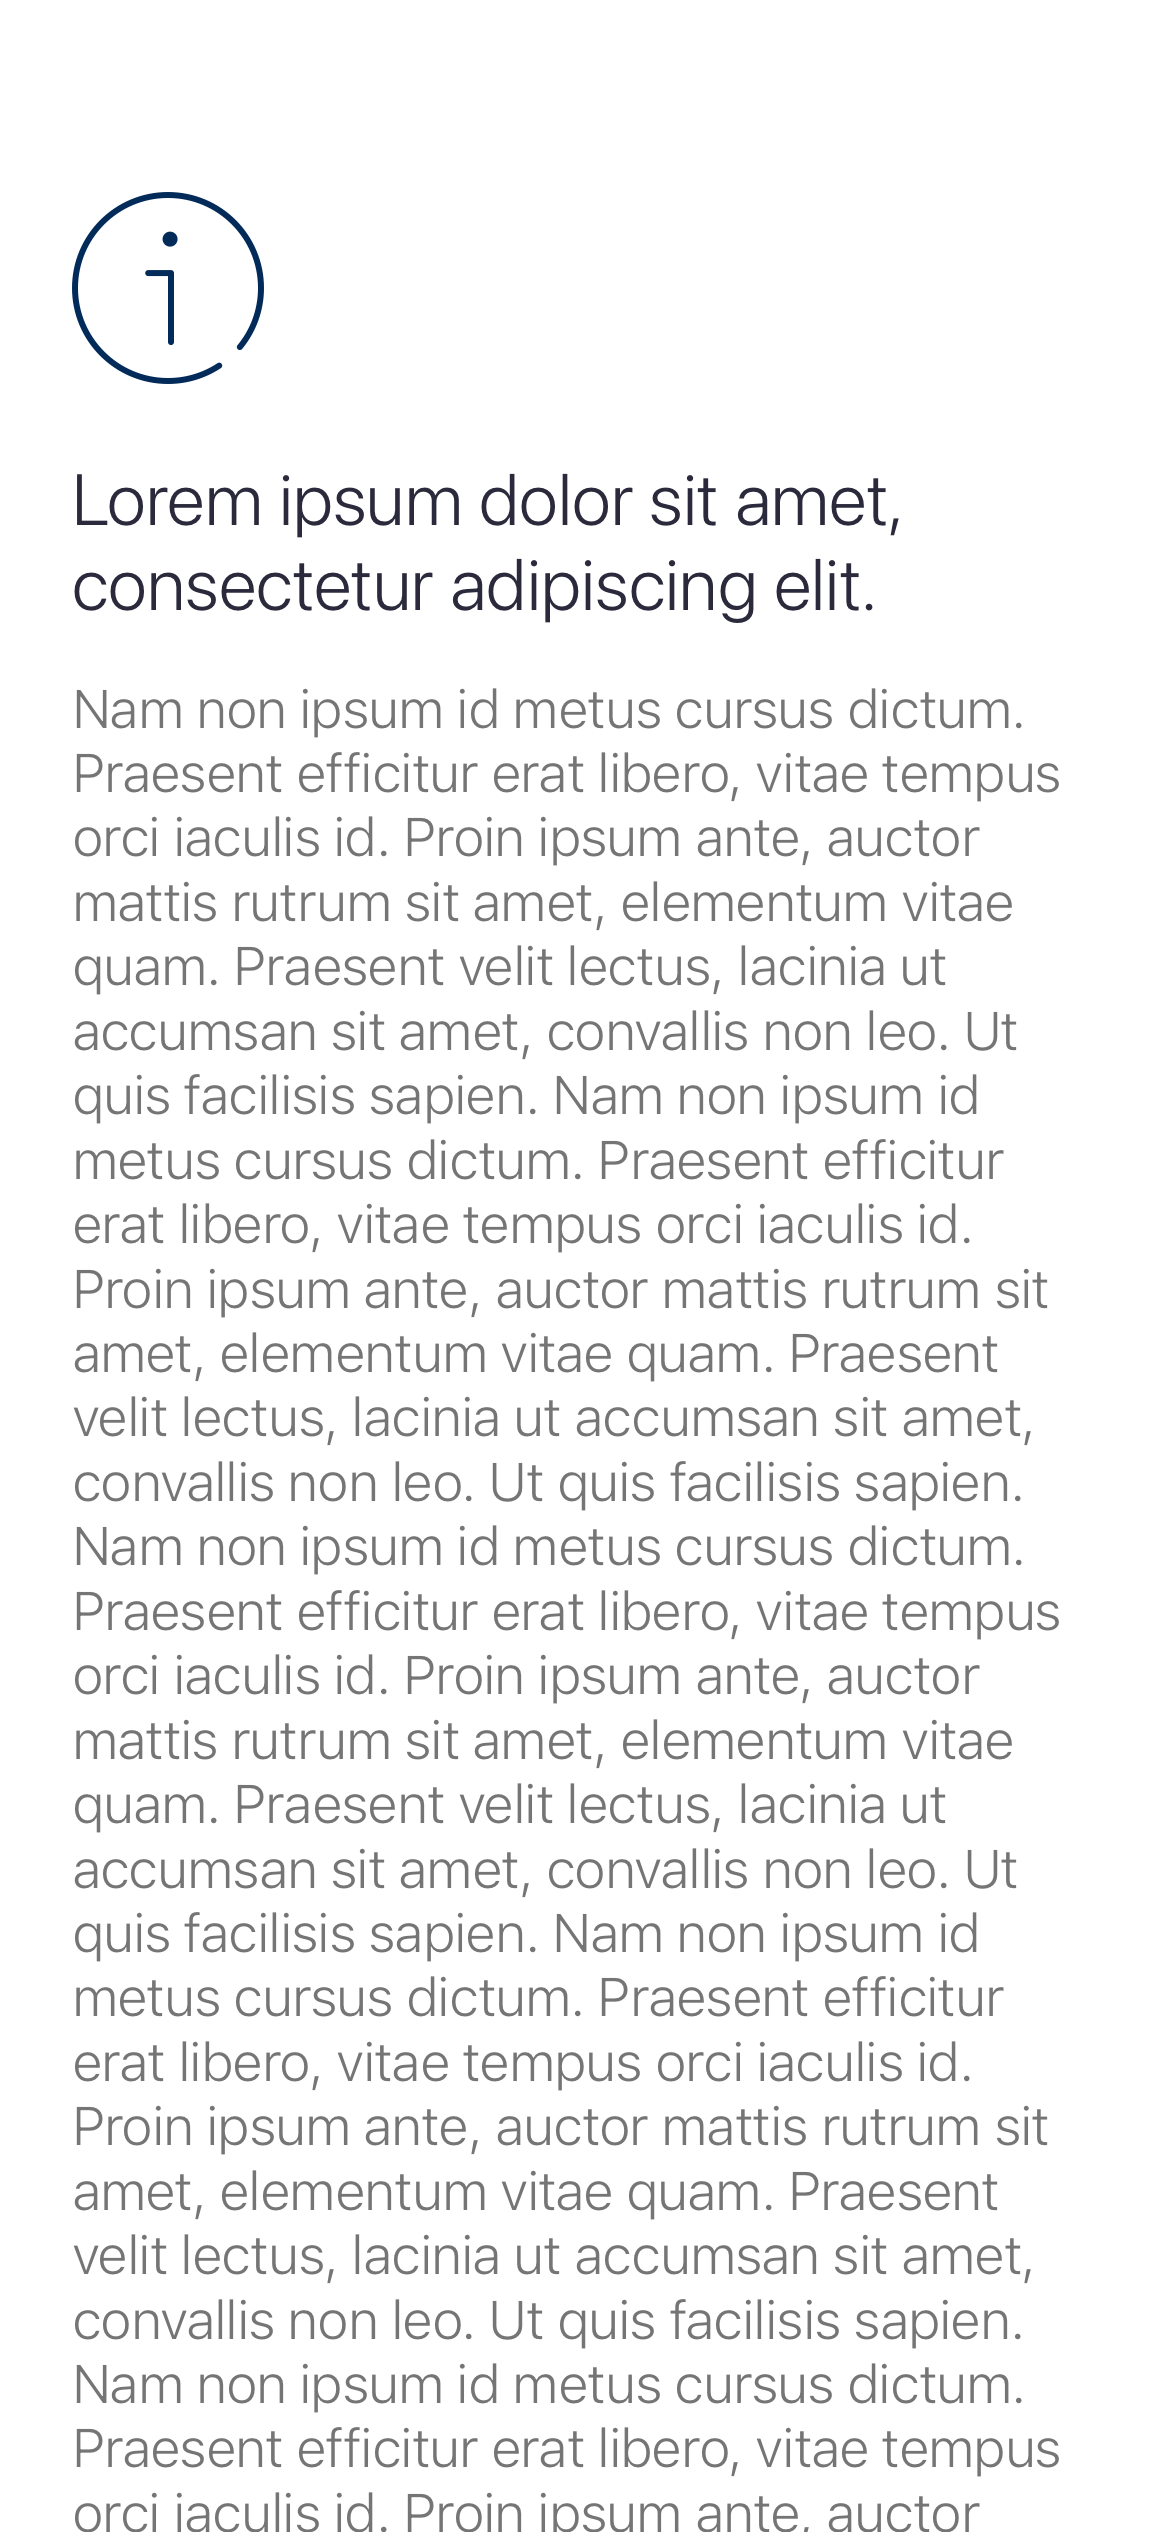 Lorem ipsum dolor sit amet,
consectetur adipiscing elit.
Nam non ipsum id metus cursus dictum.
Praesent efficitur erat libero, vitae tempus
orci iaculis id. Proin ipsum ante, auctor
mattis rutrum sit amet, elementum vitae
quam. Praesent velit lectus, lacinia ut
accumsan sit amet, convallis non leo. Ut
quis facilisis sapien. Nam non ipsum id
metus cursus dictum. Praesent efficitur
erat libero, vitae tempus orci iaculis id.
Proin ipsum ante, auctor mattis rutrum sit
amet, elementum vitae quam. Praesent
velit lectus, lacinia ut accumsan sit amet,
convallis non leo. Ut quis facilisis sapien.
Nam non ipsum id metus cursus dictum.
Praesent efficitur erat libero, vitae tempus
orci iaculis id. Proin ipsum ante, auctor
mattis rutrum sit amet, elementum vitae
quam. Praesent velit lectus, lacinia ut
accumsan sit amet, convallis non leo. Ut
quis facilisis sapien. Nam non ipsum id
metus cursus dictum. Praesent efficitur
erat libero, vitae tempus orci iaculis id.
Proin ipsum ante, auctor mattis rutrum sit
amet, elementum vitae quam. Praesent
velit lectus, lacinia ut accumsan sit amet,
convallis non leo. Ut quis facilisis sapien.
Nam non ipsum id metus cursus dictum.
Praesent efficitur erat libero, vitae tempus
orci iaculis id. Proin ipsum ante, auctor